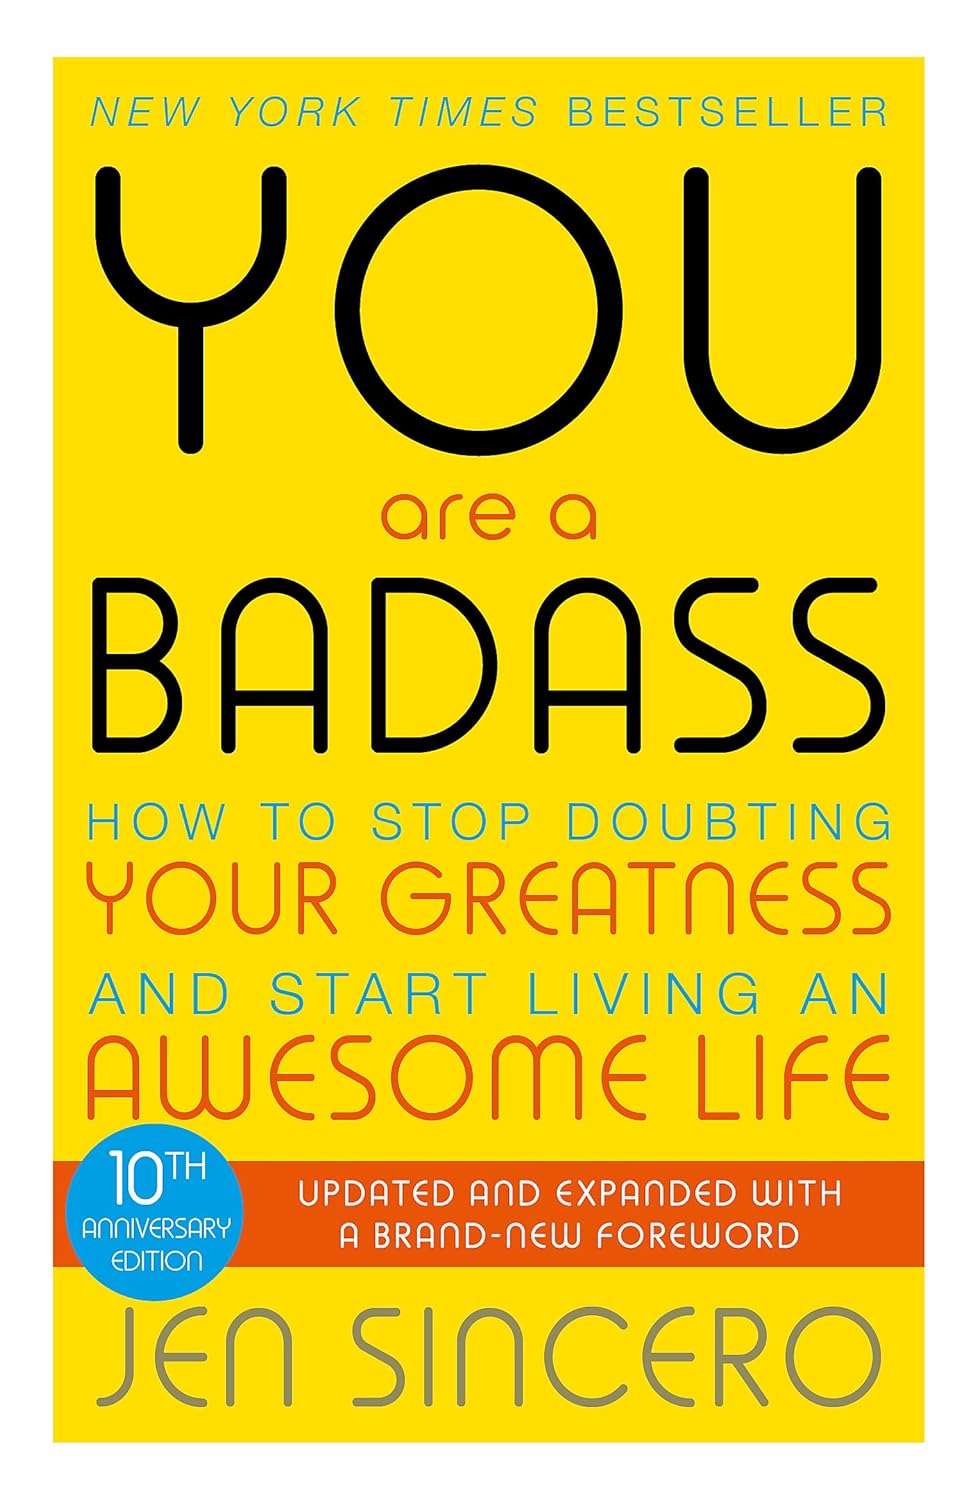 NEW YORK TIMES BESTSELLER
YOU
are a
BADASS
HOW TO STOP DOUBTING
YOUR GREATNESS
AND START LIVING AN
AWESOME LIFE
10TH
ANNIVERSARY
EDITION
UPDATED AND EXPANDED WITH
A BRAND-NEW FOREWORD
JEN SINCERO